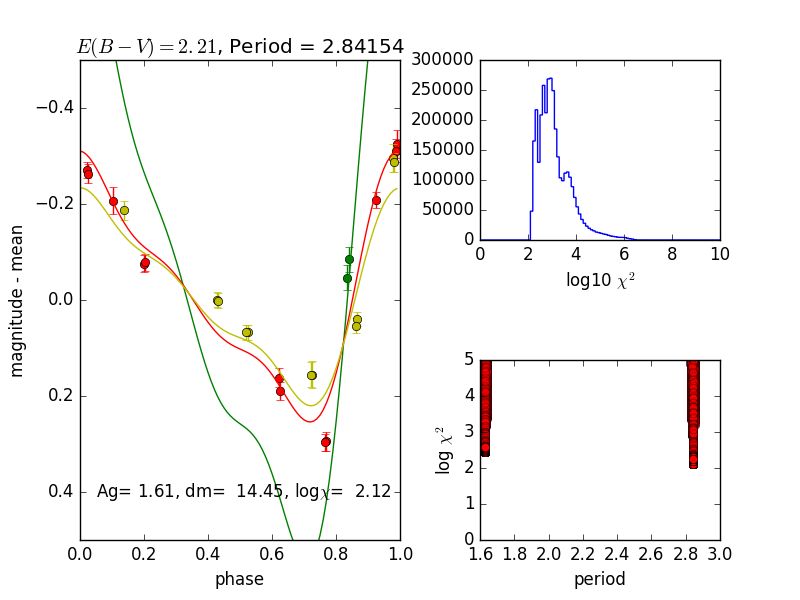 E(B − V) = 2.21, Period = 2.84154
−0.4
−0.2
0.0
0.2
0.4
magnitude - mean
Ag= 1.61, dm=  14.45, logχ=  2.12
0.0 0.2 0.4 0.6 0.8 1.0
phase
300000
250000
200000
150000
100000
50000
0
0 2 4 6 8 10
log10 χ²
5
4
3
2
1
0
log χ²
1.6 1.8 2.0 2.2 2.4 2.6 2.8 3.0
period